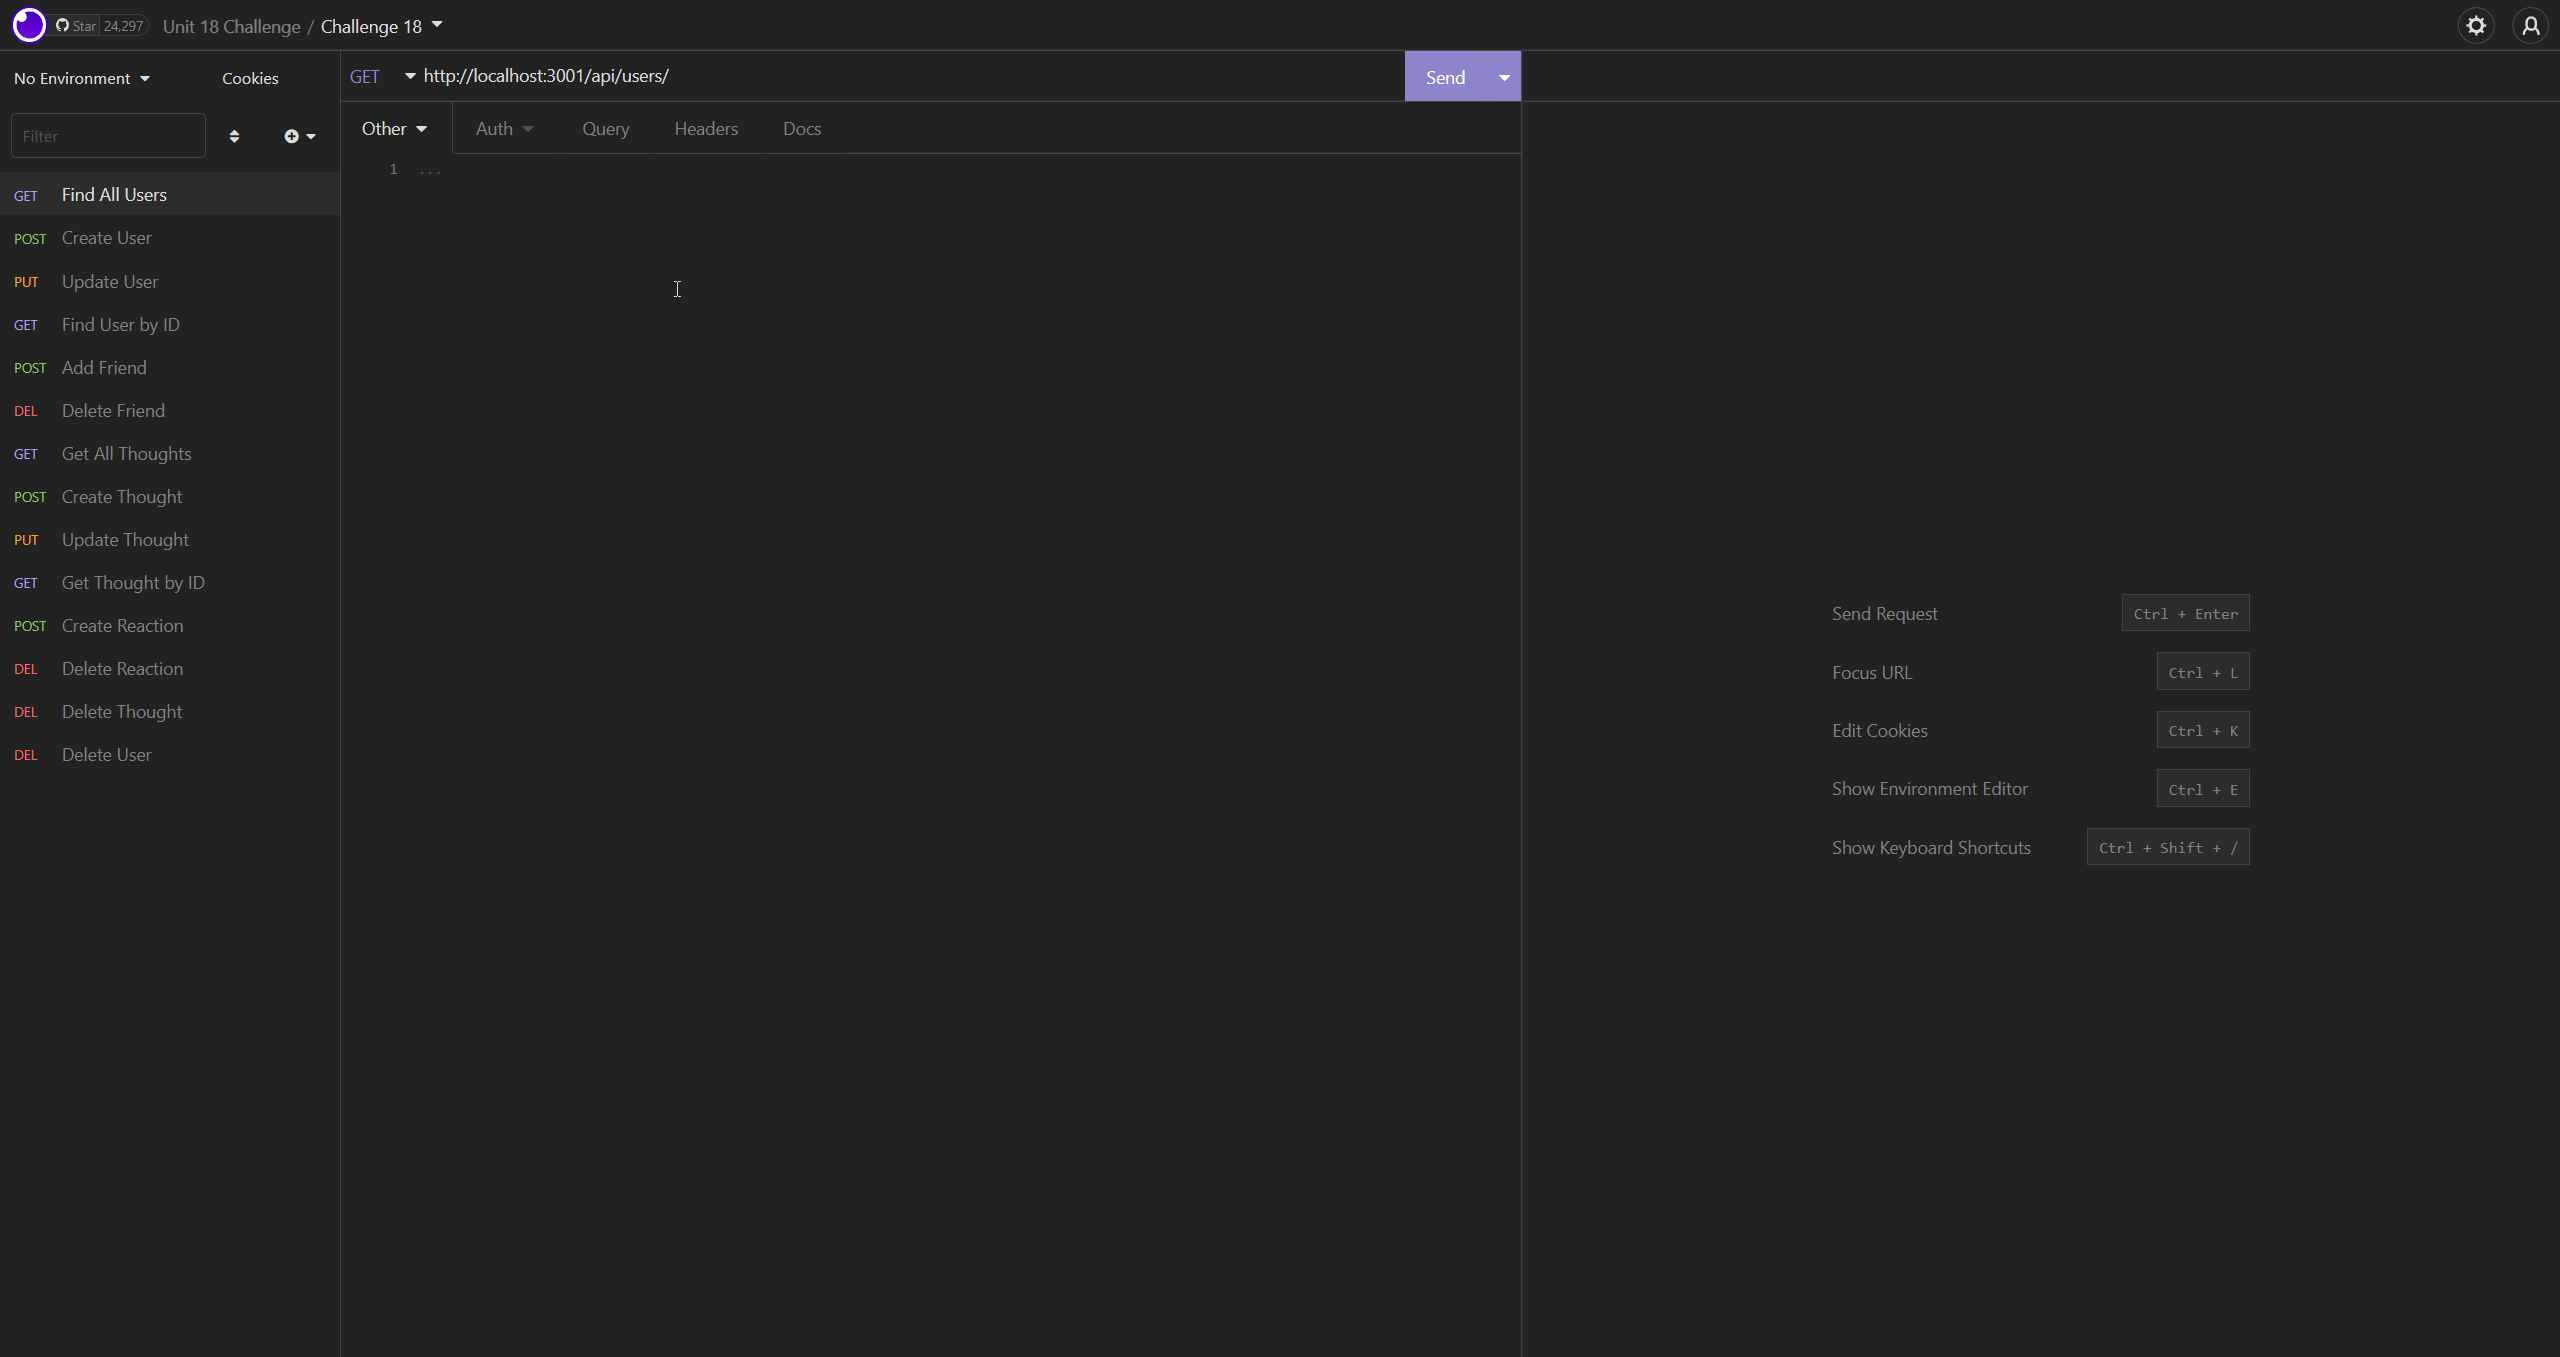 Star 24,297 Unit 18 Challenge / Challenge 18
No Environment Cookies
Filter
GET Find All Users
POST Create User
PUT Update User
GET Find User by ID
POST Add Friend
DEL Delete Friend
GET Get All Thoughts
POST Create Thought
PUT Update Thought
GET Get Thought by ID
POST Create Reaction
DEL Delete Reaction
DEL Delete Thought
DEL Delete User
GET http://localhost:3001/api/users/ Send
Other Auth Query Headers Docs
1 ...
Send Request Ctrl + Enter
Focus URL Ctrl + L
Edit Cookies Ctrl + K
Show Environment Editor Ctrl + E
Show Keyboard Shortcuts Ctrl + Shift + /